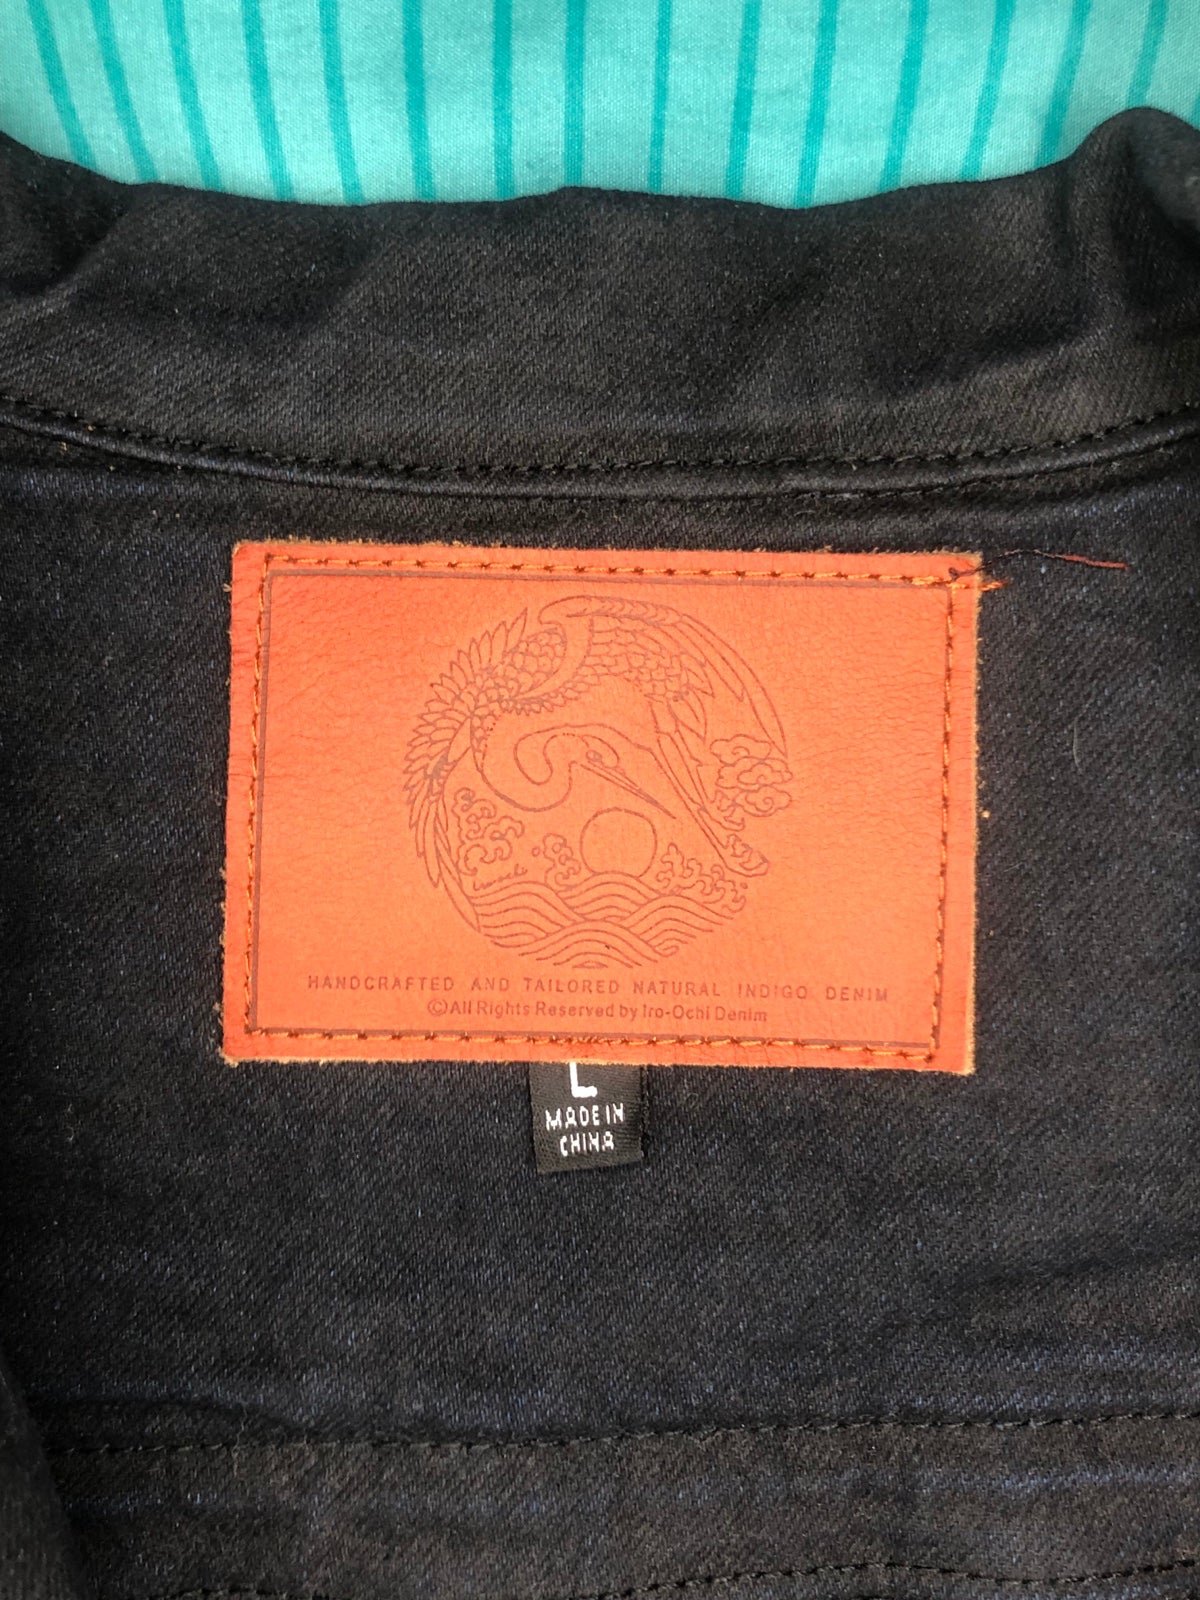 HANDCRAFTED AND TAILORED NATURAL INDIGO DENIM
©All Rights Reserved by Iro-Ochi Denim
L
MADE IN
CHINA